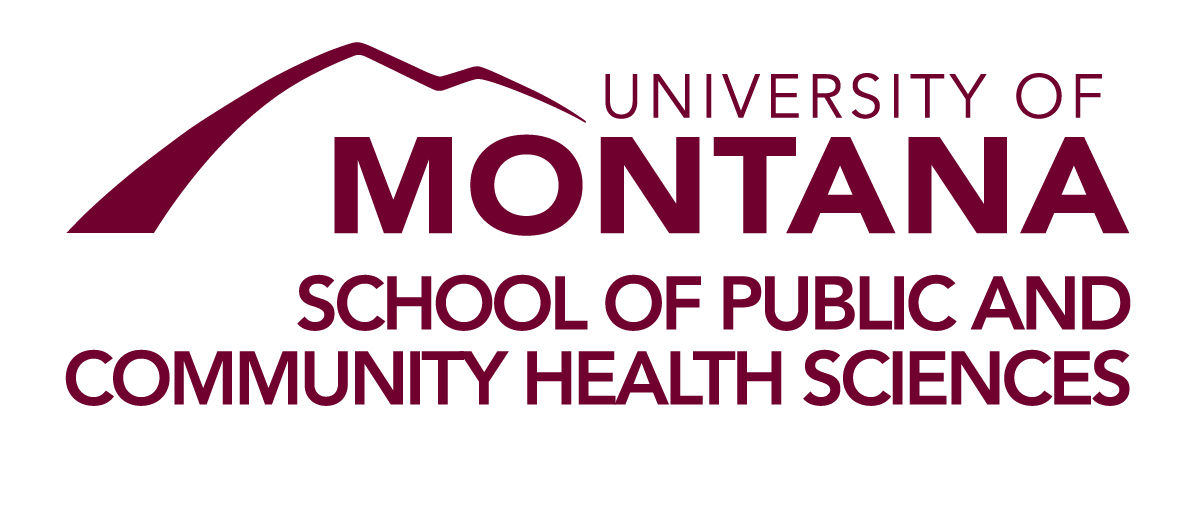 UNIVERSITY OF
MONTANA
SCHOOL OF PUBLIC AND
COMMUNITY HEALTH SCIENCES